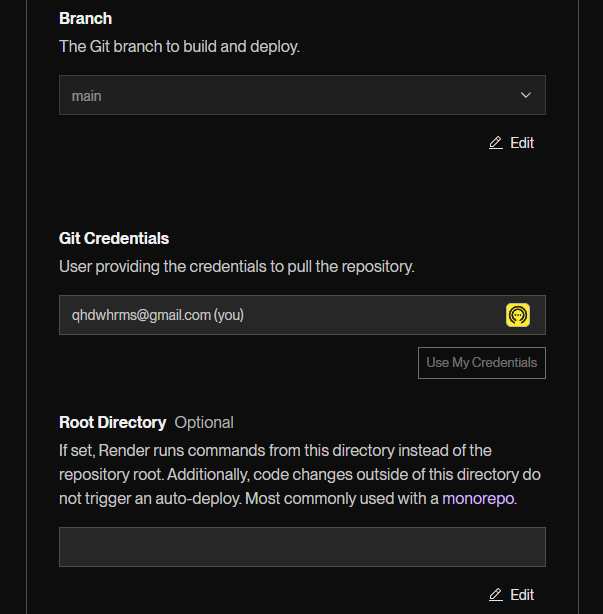 Branch
The Git branch to build and deploy.
main
Edit
Git Credentials
User providing the credentials to pull the repository.
qhdwhrms@gmail.com (you)
Use My Credentials
Root Directory Optional
If set, Render runs commands from this directory instead of the
repository root. Additionally, code changes outside of this directory do
not trigger an auto-deploy. Most commonly used with a monorepo.
Edit